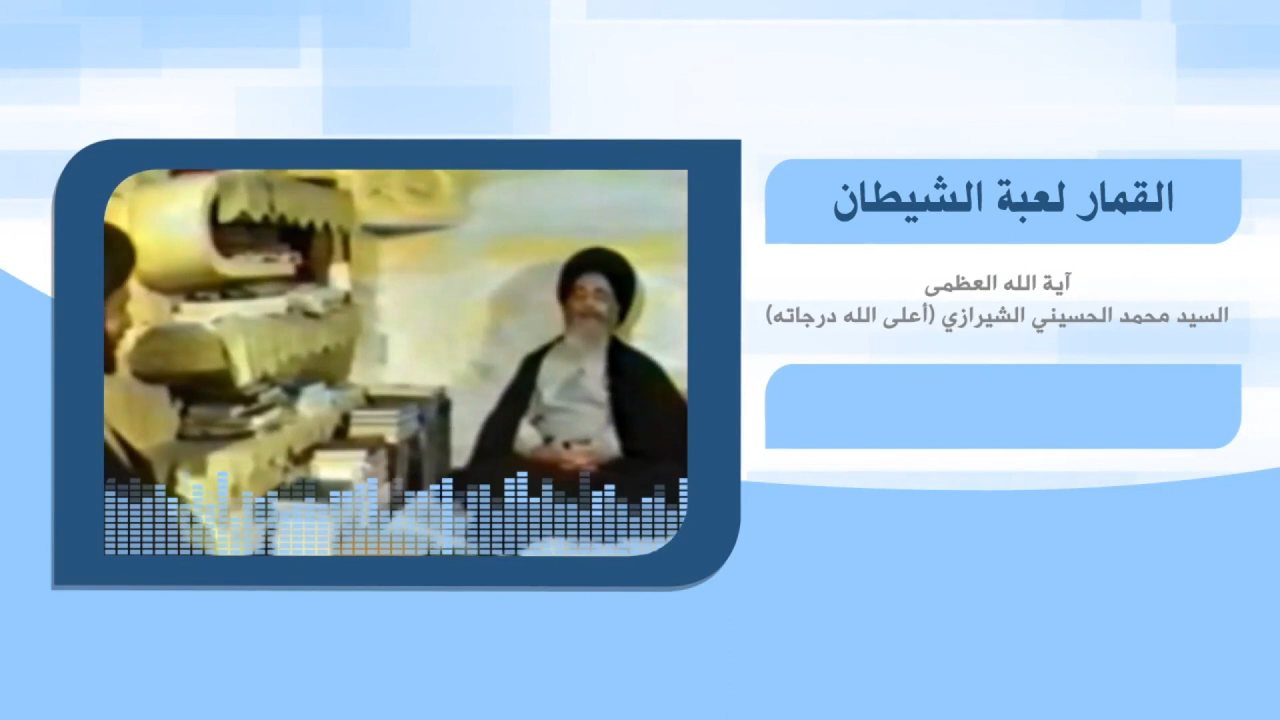 القمار لعبة الشيطان
آية الله العظمى
السيد محمد الحسيني الشيرازي (أعلى الله درجاته)